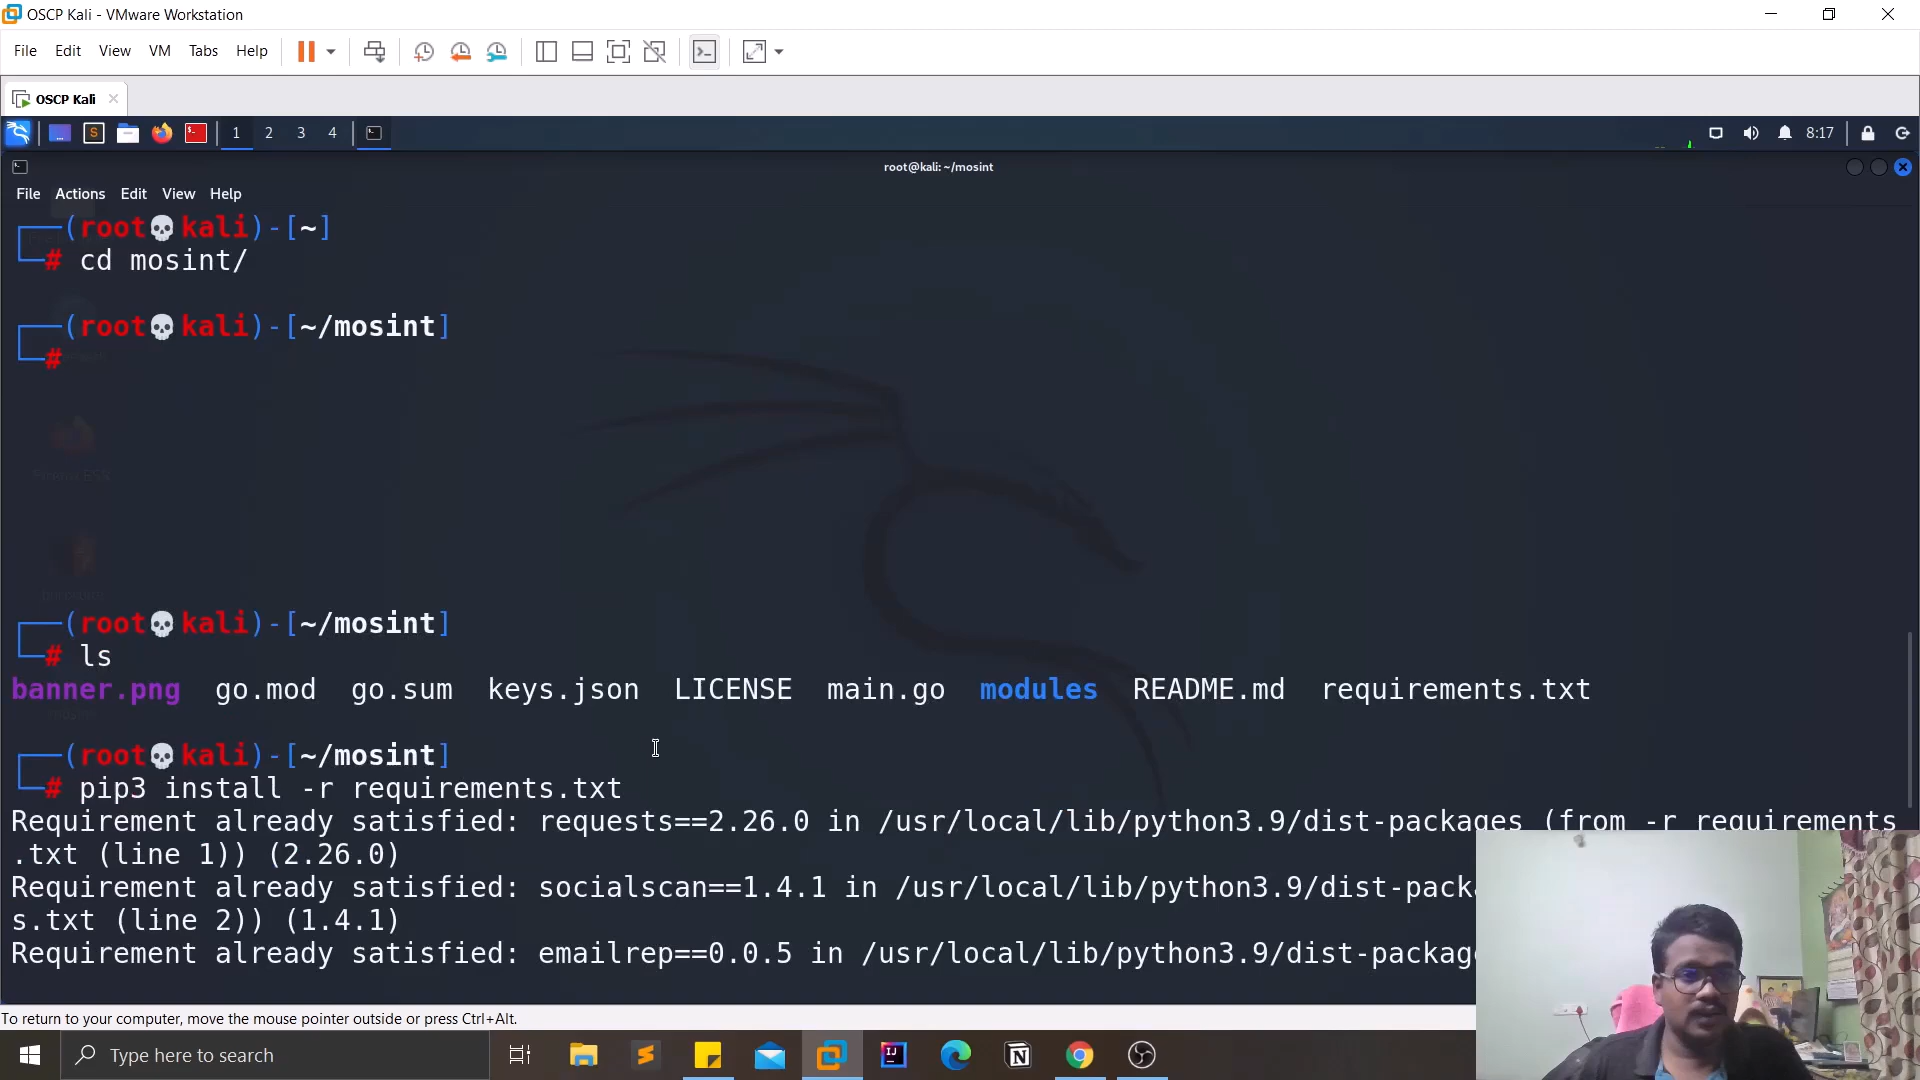 OSCP Kali - VMware Workstation
File Edit View VM Tabs Help
OSCP Kali
1 2 3 4 8:17
root@kali: ~/mosint
File Actions Edit View Help
(root💀kali)-[~]
# cd mosint/
(root💀kali)-[~/mosint]
#
(root💀kali)-[~/mosint]
# ls
banner.png go.mod go.sum keys.json LICENSE main.go modules README.md requirements.txt
(root💀kali)-[~/mosint]
# pip3 install -r requirements.txt
Requirement already satisfied: requests==2.26.0 in /usr/local/lib/python3.9/dist-packages (from -r requirements
.txt (line 1)) (2.26.0)
Requirement already satisfied: socialscan==1.4.1 in /usr/local/lib/python3.9/dist-packa
s.txt (line 2)) (1.4.1)
Requirement already satisfied: emailrep==0.0.5 in /usr/local/lib/python3.9/dist-packag
To return to your computer, move the mouse pointer outside or press Ctrl+Alt.
Type here to search